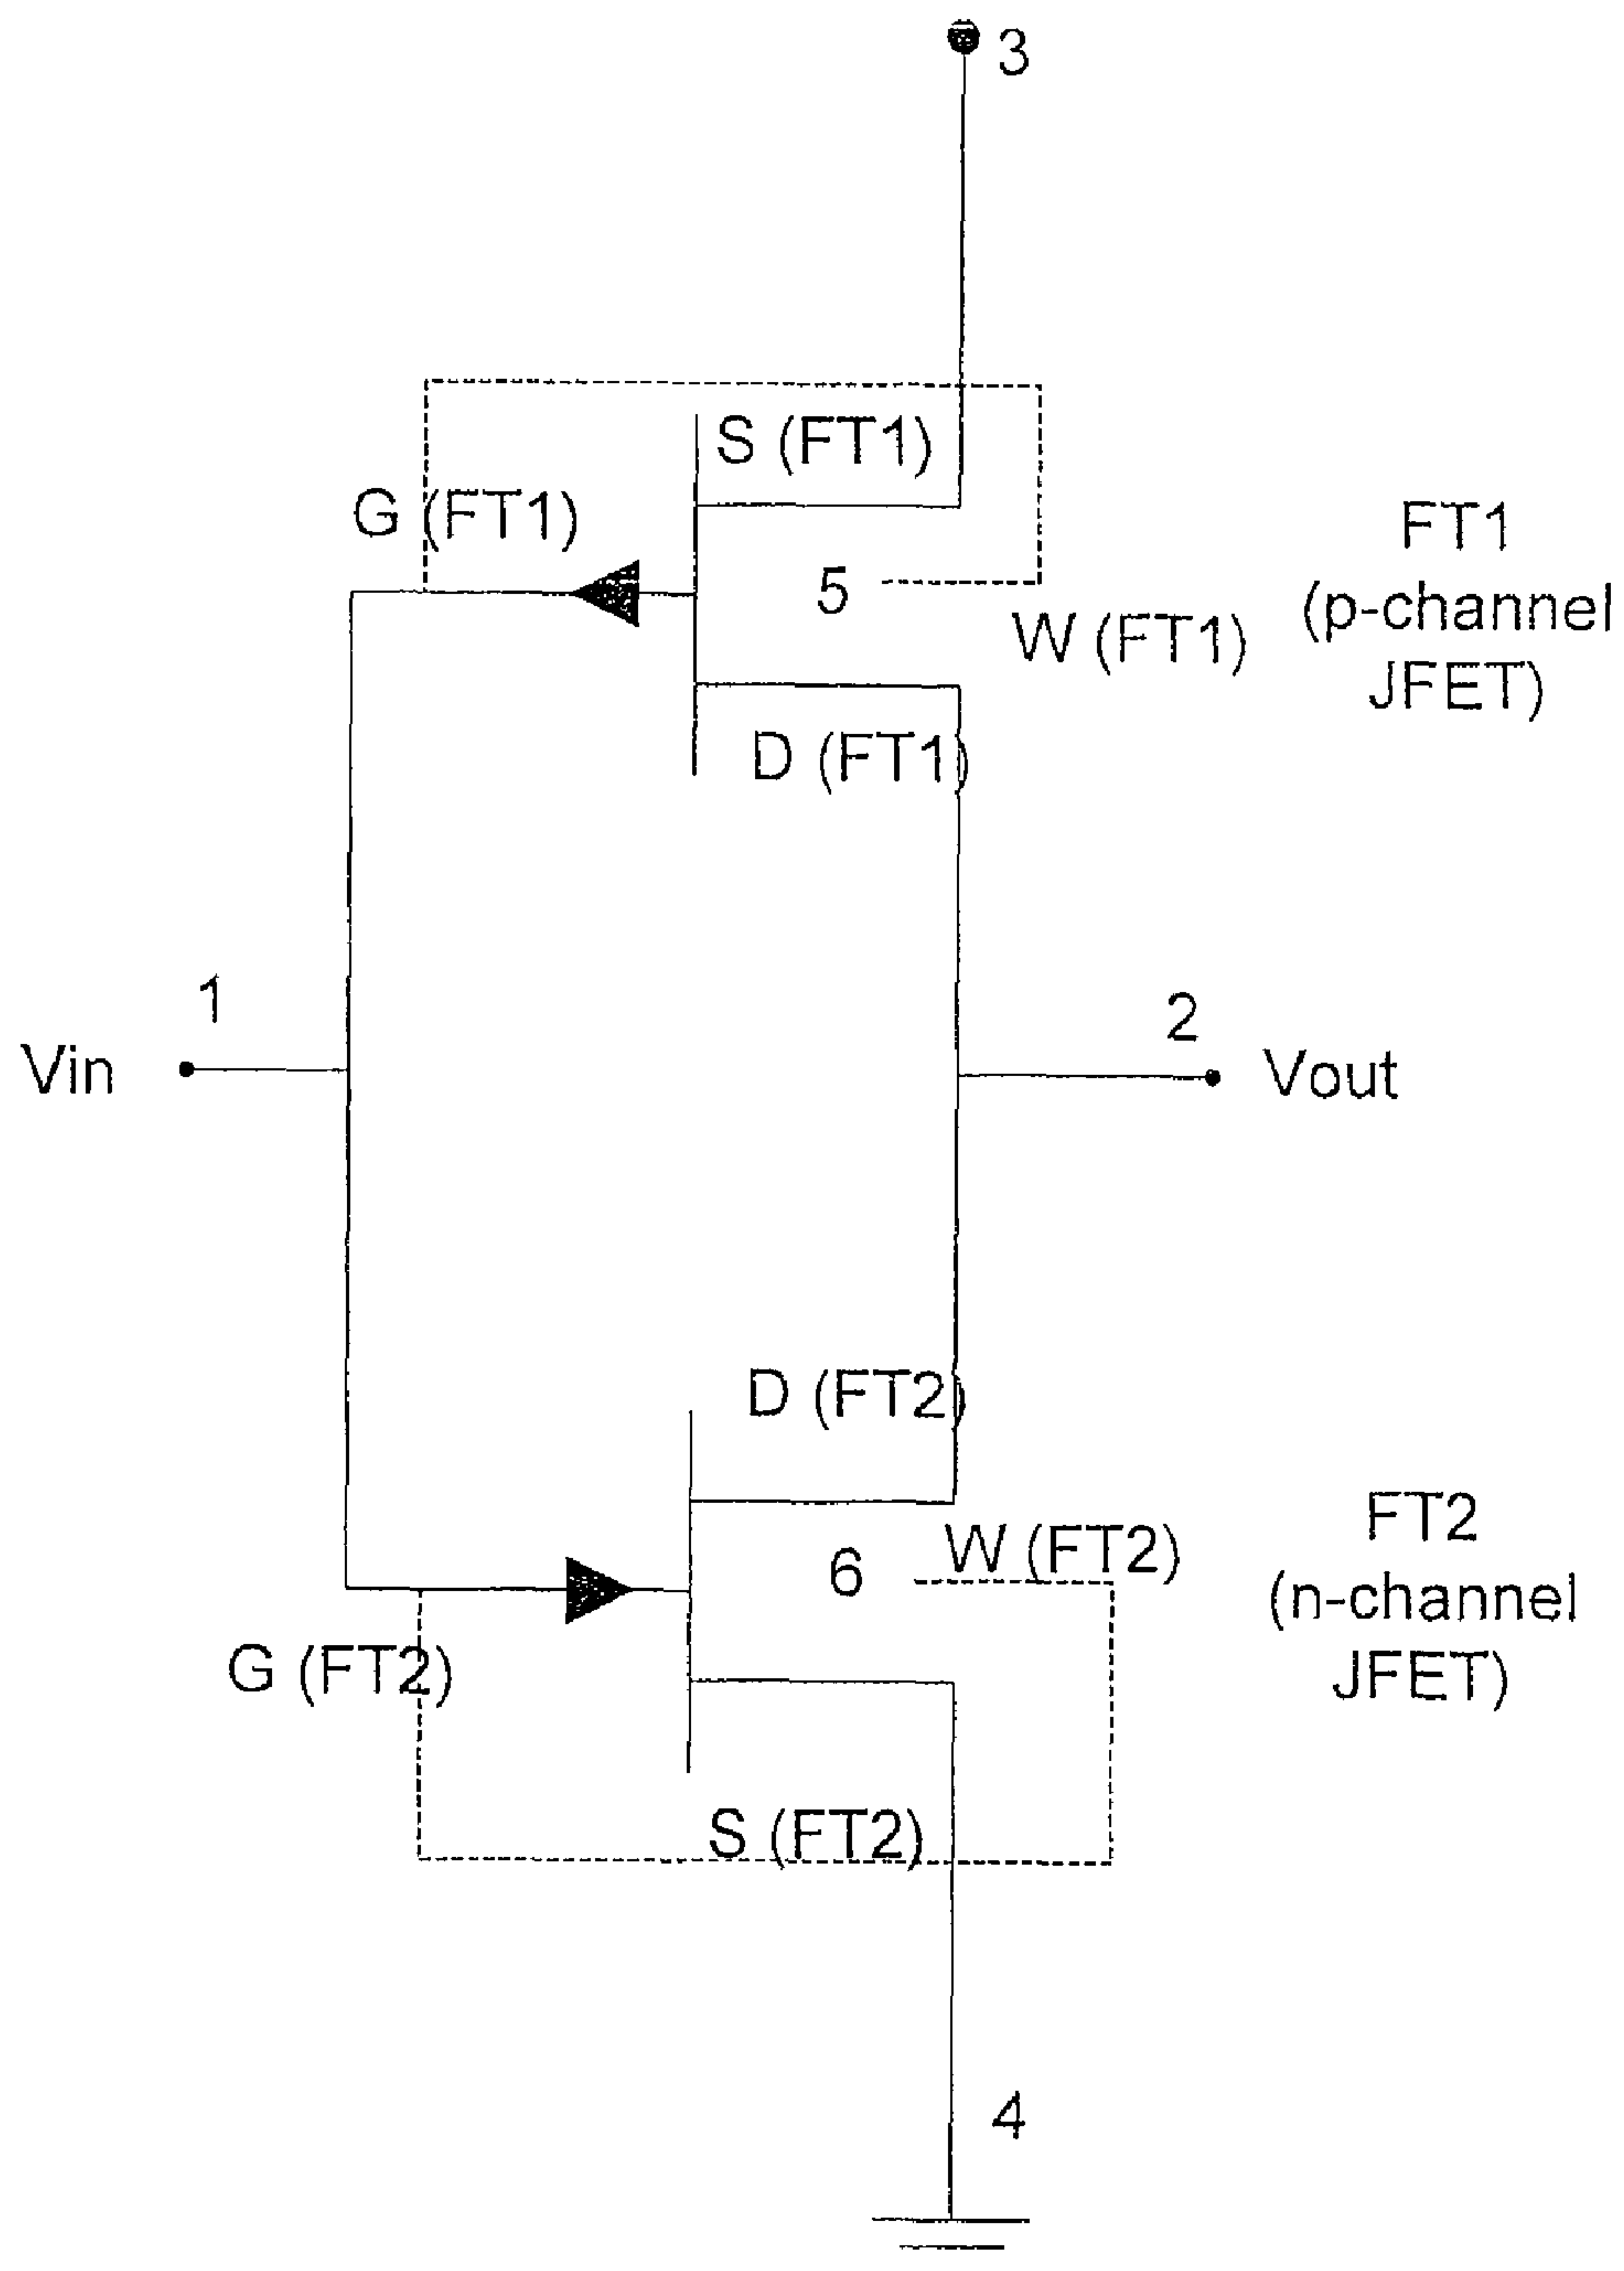 3
S (FT1)
G (FT1)
FT1
(p-channel
JFET)
5
W (FT1)
D (FT1)
1
2
Vin
Vout
D (FT2)
FT2
(n-channel
JFET)
6
W (FT2)
G (FT2)
S (FT2)
4